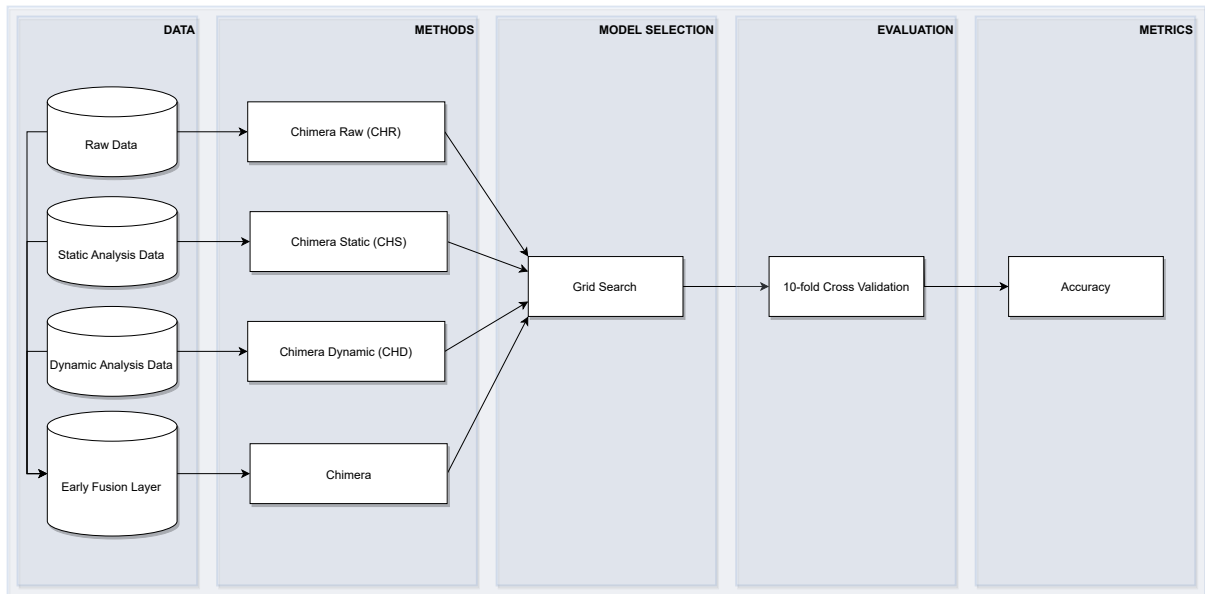 DATA
METHODS
MODEL SELECTION
EVALUATION
METRICS
Raw Data
Chimera Raw (CHR)
Static Analysis Data
Chimera Static (CHS)
Grid Search
10-fold Cross Validation
Accuracy
Dynamic Analysis Data
Chimera Dynamic (CHD)
Early Fusion Layer
Chimera